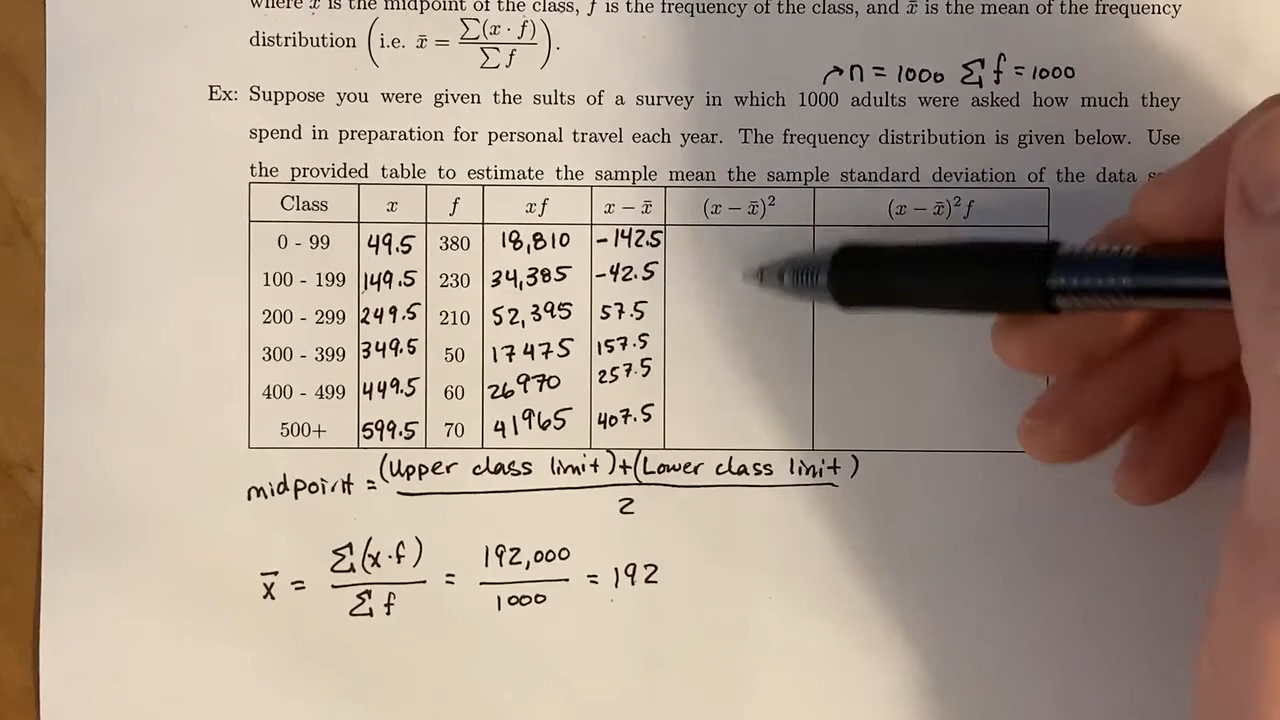 where x is the midpoint of the class, f is the frequency of the class, and x̄ is the mean of the frequency
distribution (i.e. x̄ = Σ(x · f) / Σ f).
↗n = 1000 Σ f = 1000
Ex: Suppose you were given the sults of a survey in which 1000 adults were asked how much they
spend in preparation for personal travel each year. The frequency distribution is given below. Use
the provided table to estimate the sample mean the sample standard deviation of the data
Class x f xf x − x̄ (x − x̄)² (x − x̄)² f
0 - 99 49.5 380 18,810 -142.5
100 - 199 149.5 230 34,385 -42.5
200 - 299 249.5 210 52,395 57.5
300 - 399 349.5 50 17475 157.5
400 - 499 449.5 60 26970 257.5
500+ 599.5 70 41965 407.5
midpoint = (Upper class limit)+(Lower class limit) / 2
x̄ = Σ(x·f) / Σ f = 192,000 / 1000 = 192